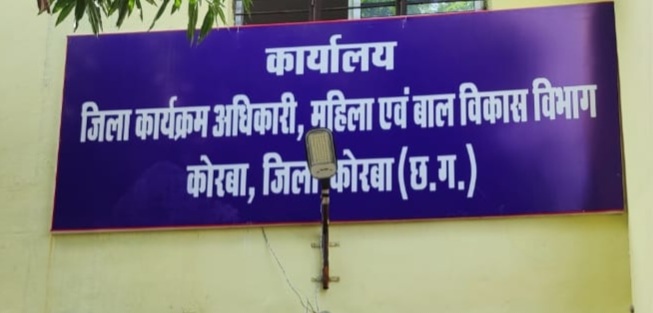 कार्यालय
जिला कार्यक्रम अधिकारी, महिला एवं बाल विकास विभाग
कोरबा, जिला कोरबा (छ.ग.)